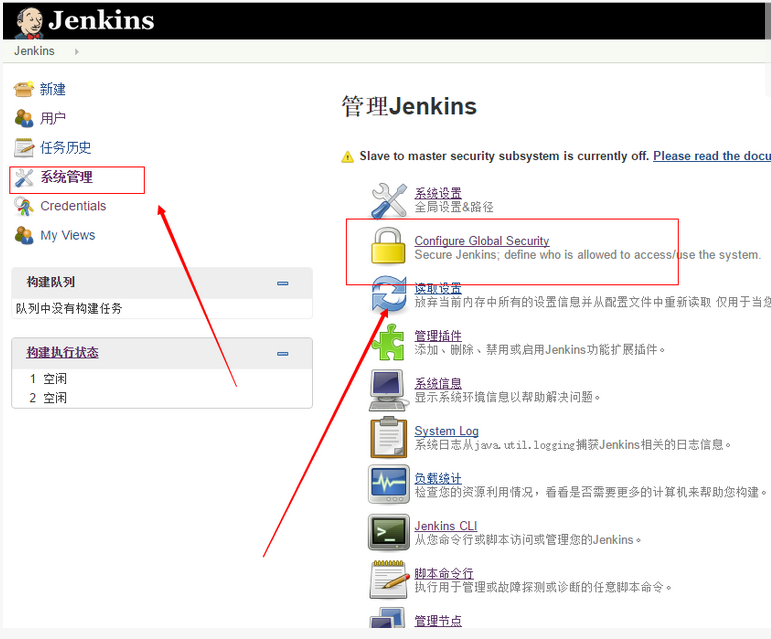 Jenkins
Jenkins
新建
用户
任务历史
系统管理
Credentials
My Views
构建队列
队列中没有构建任务
构建执行状态
1 空闲
2 空闲
管理Jenkins
Slave to master security subsystem is currently off. Please read the docu
系统设置
全局设置&路径
Configure Global Security
Secure Jenkins; define who is allowed to access/use the system.
读取设置
放弃当前内存中所有的设置信息并从配置文件中重新读取 仅用于当您
管理插件
添加、删除、禁用或启用Jenkins功能扩展插件。
系统信息
显示系统环境信息以帮助解决问题。
System Log
系统日志从java.util.logging捕获Jenkins相关的日志信息。
负载统计
检查您的资源利用情况，看看是否需要更多的计算机来帮助您构建。
Jenkins CLI
从您命令行或脚本访问或管理您的Jenkins。
脚本命令行
执行用于管理或故障探测或诊断的任意脚本命令。
管理节点